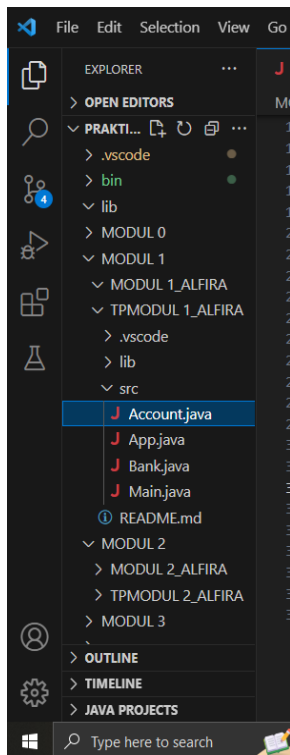 File Edit Selection View Go
EXPLORER ...
OPEN EDITORS
PRAKTI...
.vscode
bin
lib
MODUL 0
MODUL 1
MODUL 1_ALFIRA
TPMODUL 1_ALFIRA
.vscode
lib
src
J Account.java
J App.java
J Bank.java
J Main.java
README.md
MODUL 2
MODUL 2_ALFIRA
TPMODUL 2_ALFIRA
MODUL 3
OUTLINE
TIMELINE
JAVA PROJECTS
4
J
Type here to search